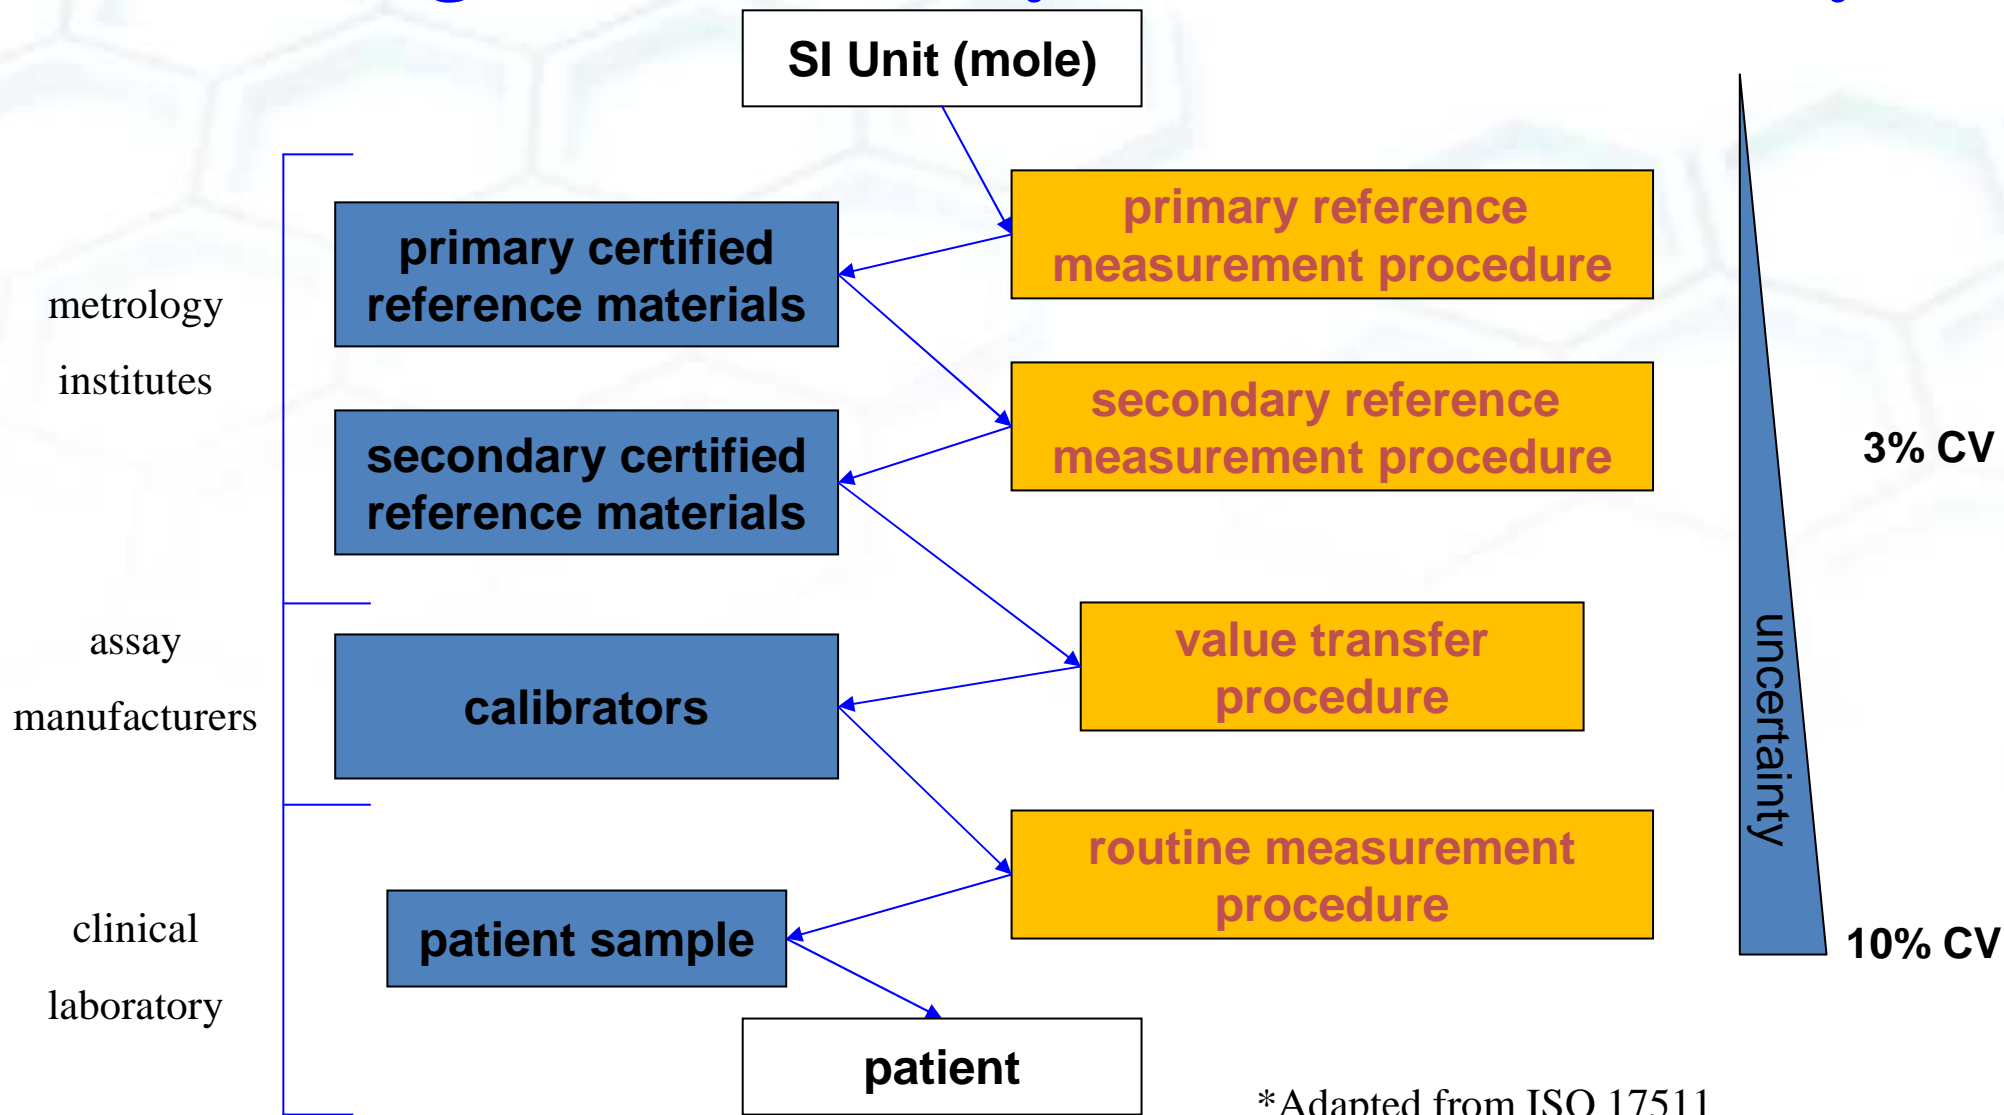 SI Unit (mole)
primary reference
measurement procedure
primary certified
reference materials
metrology
institutes
secondary reference
measurement procedure
secondary certified
reference materials
3% CV
value transfer
procedure
assay
manufacturers
calibrators
uncertainty
routine measurement
procedure
clinical
laboratory
patient sample
10% CV
patient
*Adapted from ISO 17511